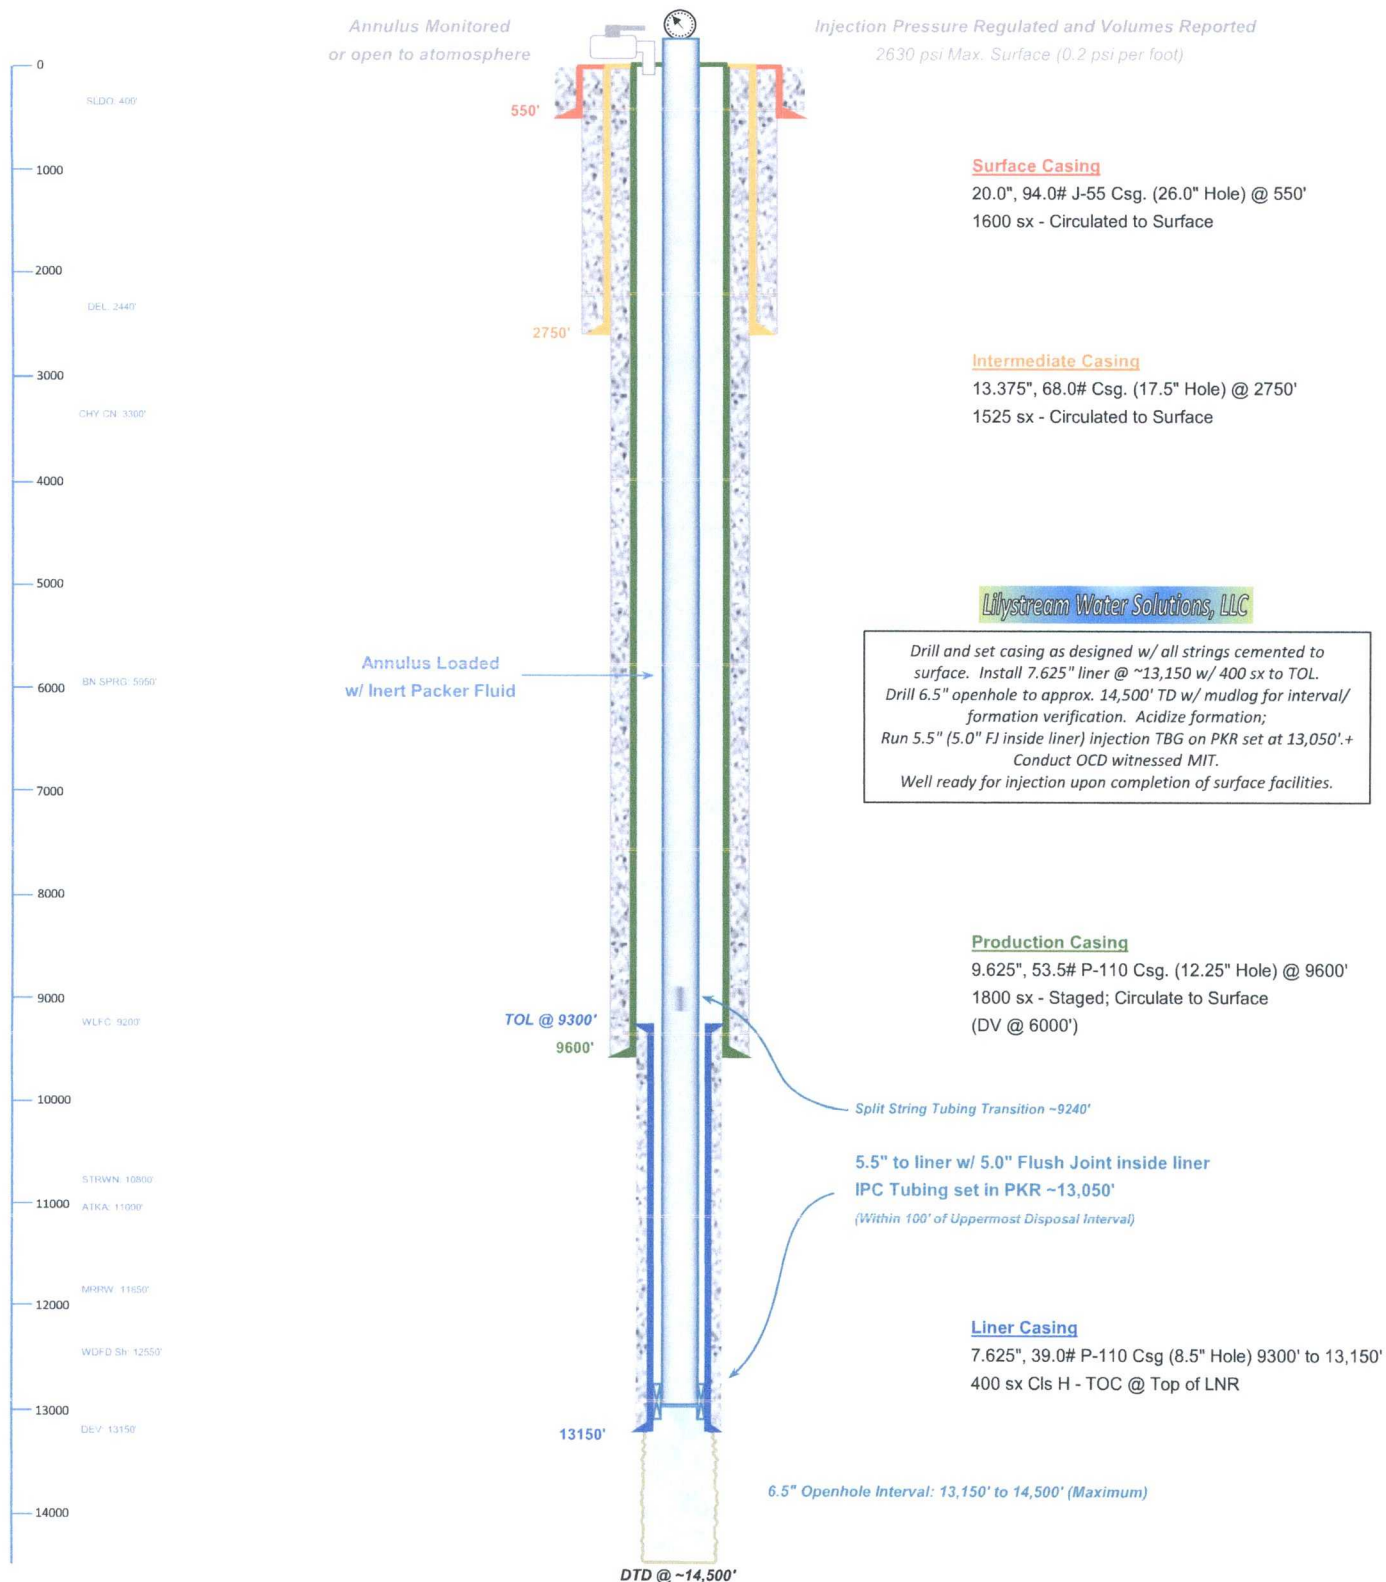 Annulus Monitored
or open to atomosphere
Injection Pressure Regulated and Volumes Reported
2630 psi Max. Surface (0.2 psi per foot)
0
SLDO: 400'
550'
1000
Surface Casing
20.0", 94.0# J-55 Csg. (26.0" Hole) @ 550'
1600 sx - Circulated to Surface
2000
DEL: 2440'
2750'
Intermediate Casing
13.375", 68.0# Csg. (17.5" Hole) @ 2750'
1525 sx - Circulated to Surface
3000
CHY CN: 3300'
4000
5000
Lilystream Water Solutions, LLC
Drill and set casing as designed w/ all strings cemented to
surface. Install 7.625" liner @ ~13,150 w/ 400 sx to TOL.
Drill 6.5" openhole to approx. 14,500' TD w/ mudlog for interval/
formation verification. Acidize formation;
Run 5.5" (5.0" FJ inside liner) injection TBG on PKR set at 13,050'.+
Conduct OCD witnessed MIT.
Well ready for injection upon completion of surface facilities.
Annulus Loaded
w/ Inert Packer Fluid
BN SPRG: 5950'
6000
7000
8000
Production Casing
9.625", 53.5# P-110 Csg. (12.25" Hole) @ 9600'
1800 sx - Staged; Circulate to Surface
(DV @ 6000')
9000
WLFC: 9200'
TOL @ 9300'
9600'
10000
Split String Tubing Transition ~9240'
5.5" to liner w/ 5.0" Flush Joint inside liner
IPC Tubing set in PKR ~13,050'
(Within 100' of Uppermost Disposal Interval)
STRWN: 10800'
11000
ATKA: 11000'
MRRW: 11650'
12000
Liner Casing
7.625", 39.0# P-110 Csg (8.5" Hole) 9300' to 13,150'
400 sx Cls H - TOC @ Top of LNR
WDFD Sh: 12550'
13000
DEV: 13150'
13150'
6.5" Openhole Interval: 13,150' to 14,500' (Maximum)
14000
DTD @ ~14,500'